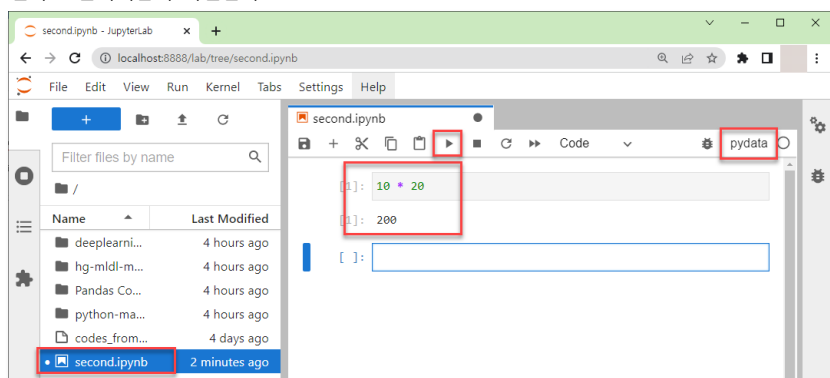 second.ipynb - JupyterLab
localhost:8888/lab/tree/second.ipynb
File Edit View Run Kernel Tabs Settings Help
second.ipynb
Code
pydata
Filter files by name
/
Name Last Modified
deeplearni... 4 hours ago
hg-mldl-m... 4 hours ago
Pandas Co... 4 hours ago
python-ma... 4 hours ago
codes_from... 4 days ago
second.ipynb 2 minutes ago
[1]: 10 * 20
[1]: 200
[ ]: